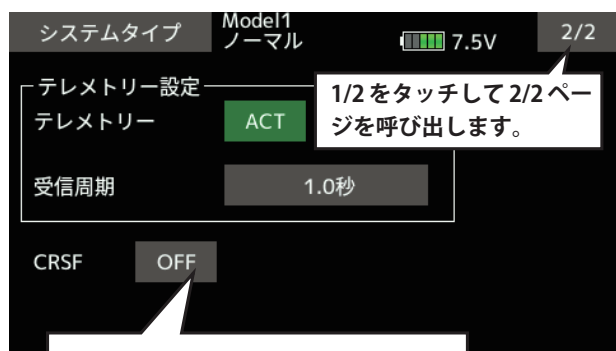 システムタイプ
Model1
ノーマル
7.5V
2/2
テレメトリー設定
テレメトリー
ACT
1/2 をタッチして 2/2 ペー
ジを呼び出します。
受信周期
1.0秒
CRSF
OFF